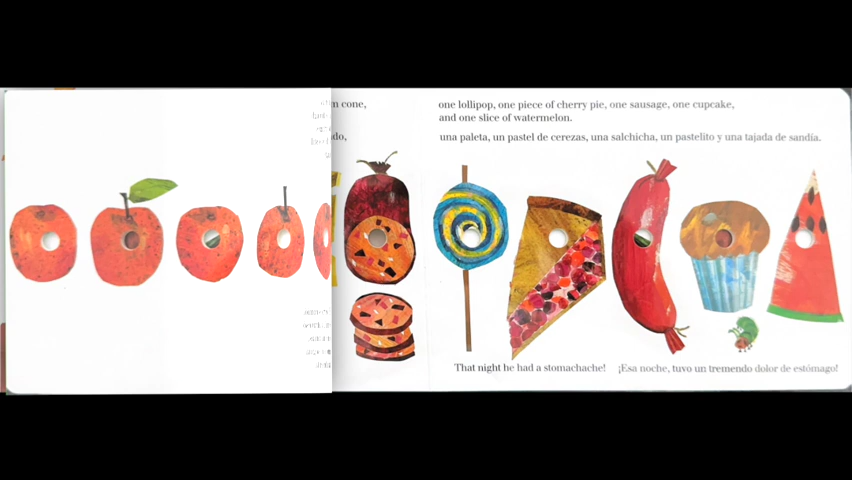 cone,
one lollipop, one piece of cherry pie, one sausage, one cupcake,
and one slice of watermelon.
una paleta, un pastel de cerezas, una salchicha, un pastelito y una tajada de sandía.
That night he had a stomachache! ¡Esa noche, tuvo un tremendo dolor de estómago!